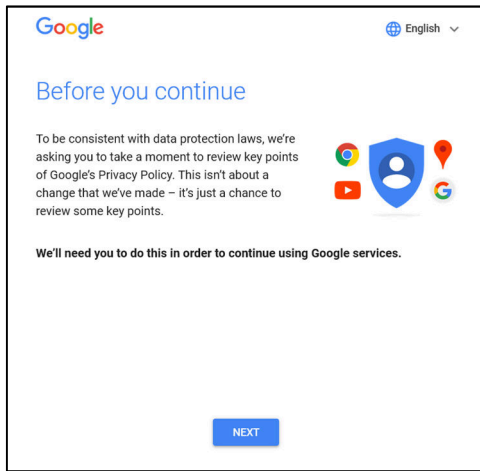 Google
English
Before you continue
To be consistent with data protection laws, we're
asking you to take a moment to review key points
of Google's Privacy Policy. This isn't about a
change that we've made – it's just a chance to
review some key points.
We'll need you to do this in order to continue using Google services.
NEXT